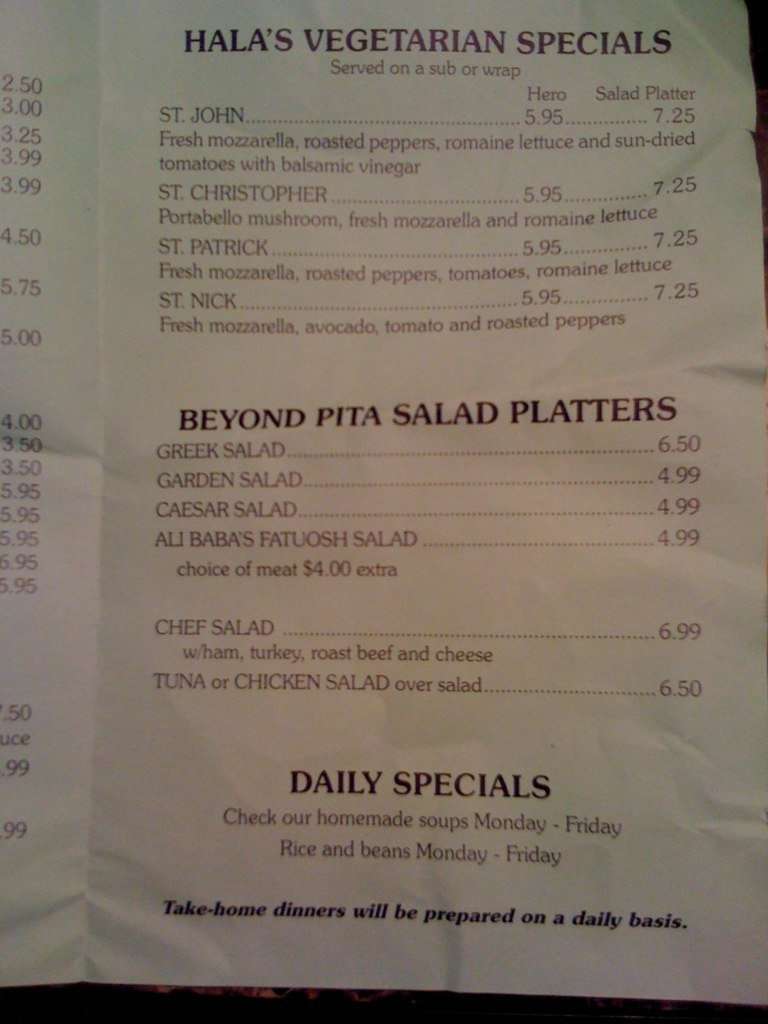 2.50
3.00
3.25
3.99
3.99
4.50
5.75
5.00
4.00
3.50
3.50
5.95
5.95
5.95
6.95
5.95
.50
uce
.99
.99
HALA'S VEGETARIAN SPECIALS
Served on a sub or wrap
Hero Salad Platter
ST. JOHN........................................................5.95...............7.25
Fresh mozzarella, roasted peppers, romaine lettuce and sun-dried
tomatoes with balsamic vinegar
ST. CHRISTOPHER......................................5.95...............7.25
Portabello mushroom, fresh mozzarella and romaine lettuce
ST. PATRICK..................................................5.95...............7.25
Fresh mozzarella, roasted peppers, tomatoes, romaine lettuce
ST. NICK........................................................5.95...............7.25
Fresh mozzarella, avocado, tomato and roasted peppers
BEYOND PITA SALAD PLATTERS
GREEK SALAD............................................................................6.50
GARDEN SALAD.........................................................................4.99
CAESAR SALAD..........................................................................4.99
ALI BABA'S FATUOSH SALAD................................................4.99
choice of meat $4.00 extra
CHEF SALAD..............................................................................6.99
w/ham, turkey, roast beef and cheese
TUNA or CHICKEN SALAD over salad....................................6.50
DAILY SPECIALS
Check our homemade soups Monday - Friday
Rice and beans Monday - Friday
Take-home dinners will be prepared on a daily basis.